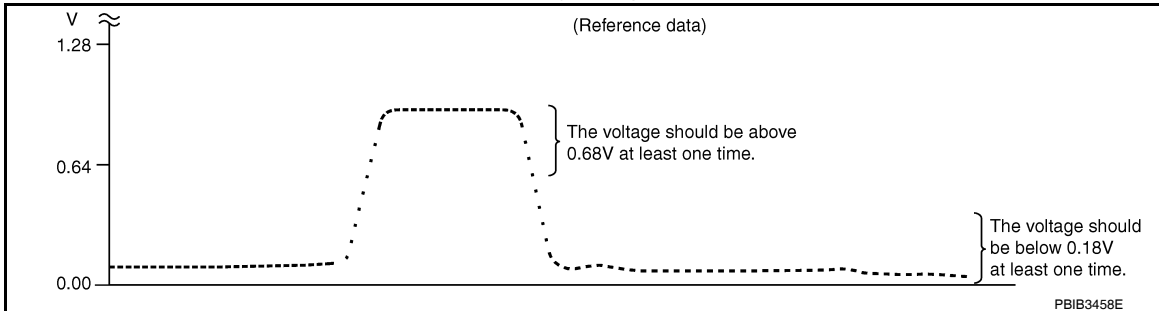 V
(Reference data)
1.28
The voltage should be above
0.68V at least one time.
0.64
The voltage should
be below 0.18V
at least one time.
0.00
PBIB3458E